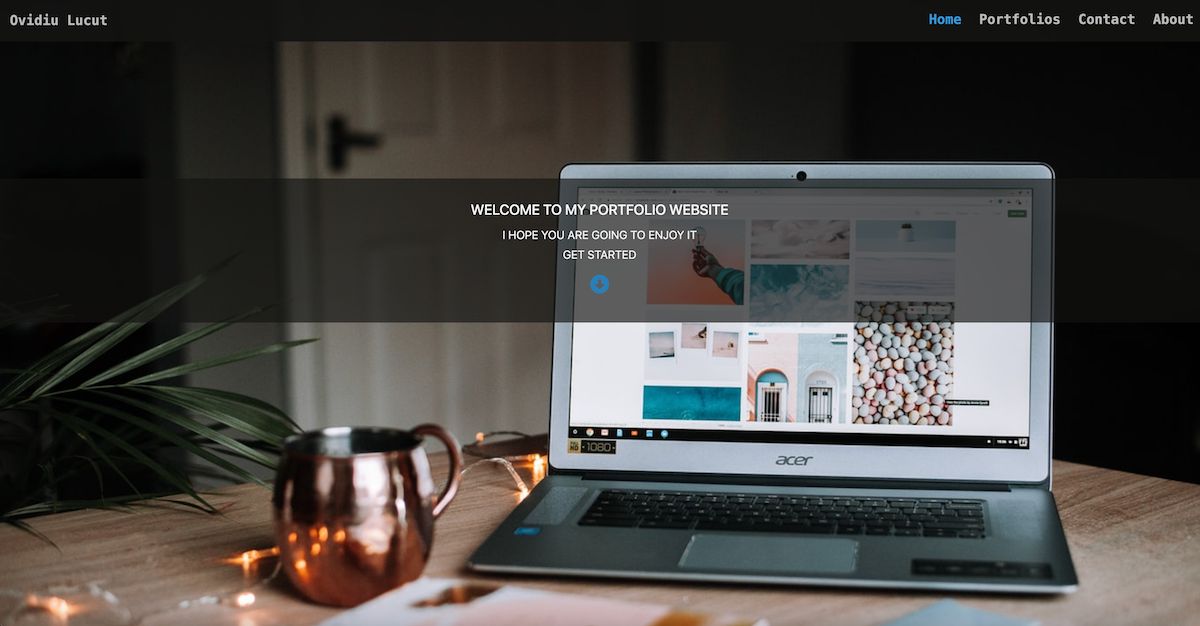 Ovidiu Lucut
Home Portfolios Contact About
WELCOME TO MY PORTFOLIO WEBSITE
I HOPE YOU ARE GOING TO ENJOY IT
GET STARTED
1080
acer